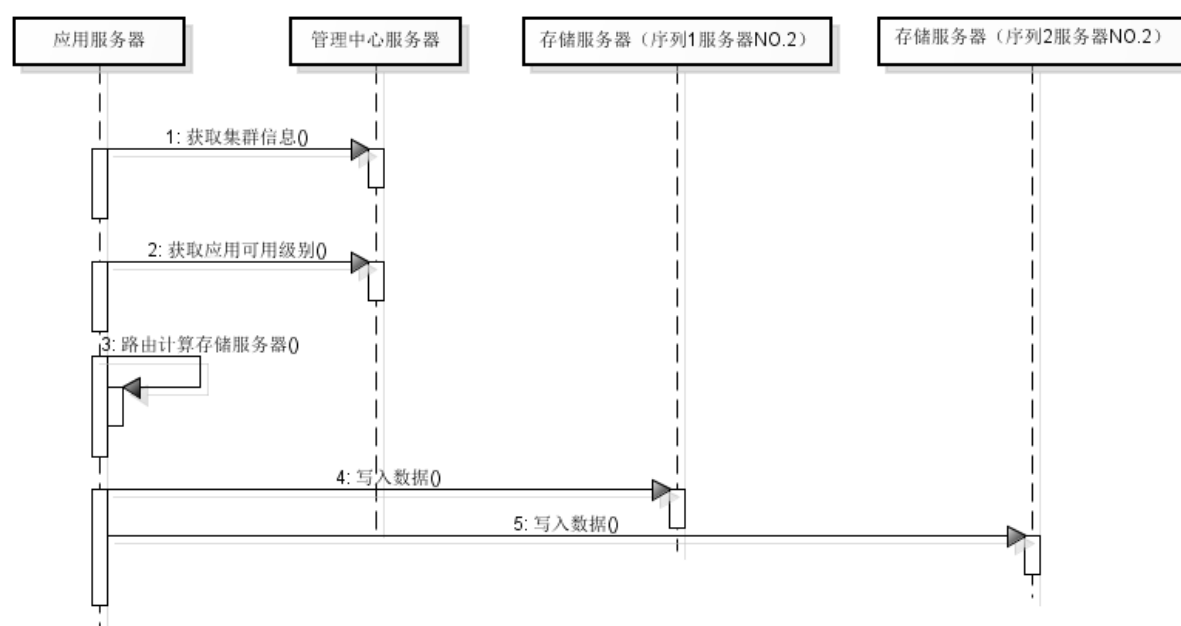 应用服务器
管理中心服务器
存储服务器（序列1服务器NO.2）
存储服务器（序列2服务器NO.2）
1: 获取集群信息()
2: 获取应用可用级别()
3: 路由计算存储服务器()
4: 写入数据()
5: 写入数据()